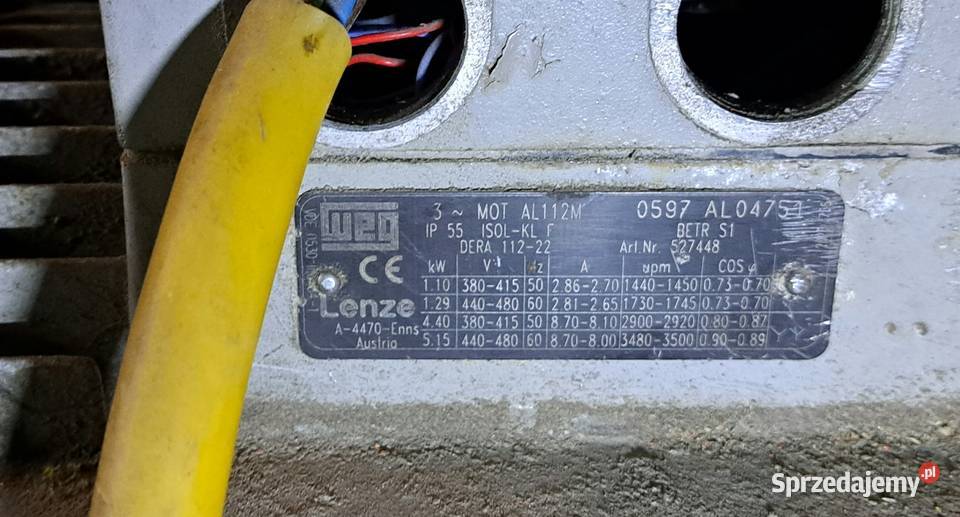 WEG
3 ~ MOT AL112M 0597 AL0475
IP 55 ISOL-KL F BETR S1
DERA 112-22 Art.Nr. 527448
CE
kW V Hz A upm COS φ
1.10 380-415 50 2.86-2.70 1440-1450 0.73-0.70
1.29 440-480 60 2.81-2.65 1730-1745 0.73-0.70
4.40 380-415 50 8.70-8.10 2900-2920 0.80-0.87
5.15 440-480 60 8.70-8.00 3480-3500 0.90-0.89
Lenze
A-4470-Enns
Austria
Sprzedajemy.pl